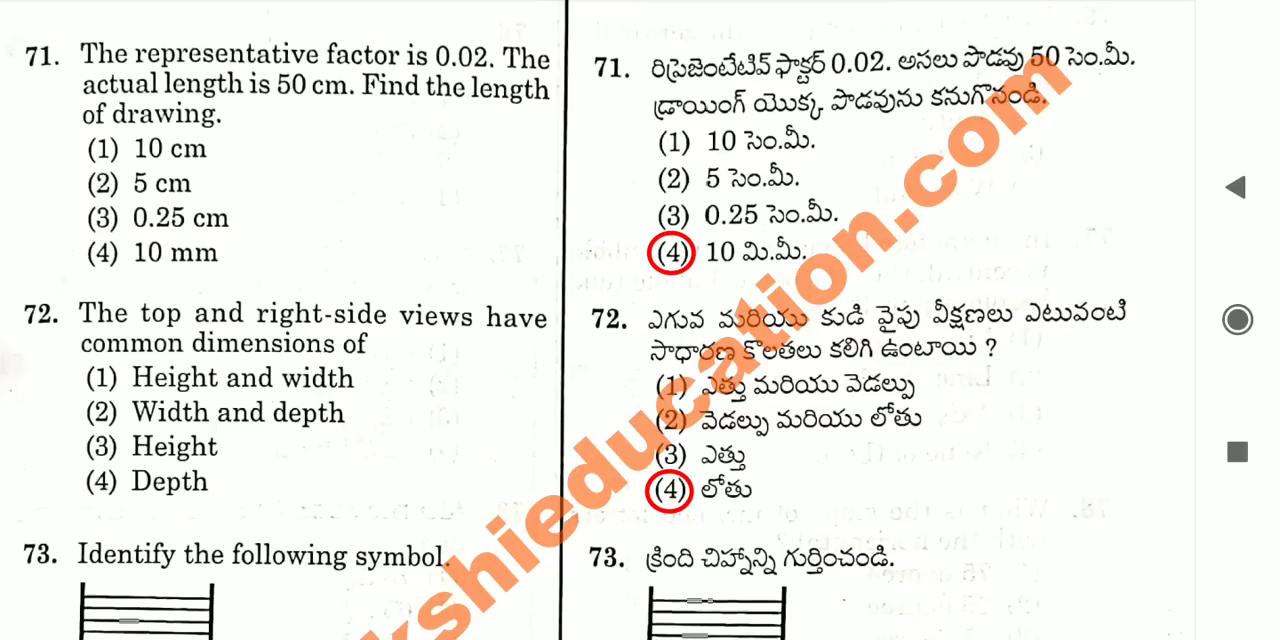 71. The representative factor is 0.02. The
actual length is 50 cm. Find the length
of drawing.
(1) 10 cm
(2) 5 cm
(3) 0.25 cm
(4) 10 mm
72. The top and right-side views have
common dimensions of
(1) Height and width
(2) Width and depth
(3) Height
(4) Depth
73. Identify the following symbol.
71. రిప్రెజెంటేటివ్ ఫాక్టర్ 0.02. అసలు పొడవు 50 సెం.మీ.
డ్రాయింగ్ యొక్క పొడవును కనుగొనండి.
(1) 10 సెం.మీ.
(2) 5 సెం.మీ.
(3) 0.25 సెం.మీ.
(4) 10 మి.మీ.
72. ఎగువ మరియు కుడి వైపు వీక్షణలు ఎటువంటి
సాధారణ కొలతలు కలిగి ఉంటాయి ?
(1) ఎత్తు మరియు వెడల్పు
(2) వెడల్పు మరియు లోతు
(3) ఎత్తు
(4) లోతు
73. క్రింది చిహ్నాన్ని గుర్తించండి.
kshieducation.com